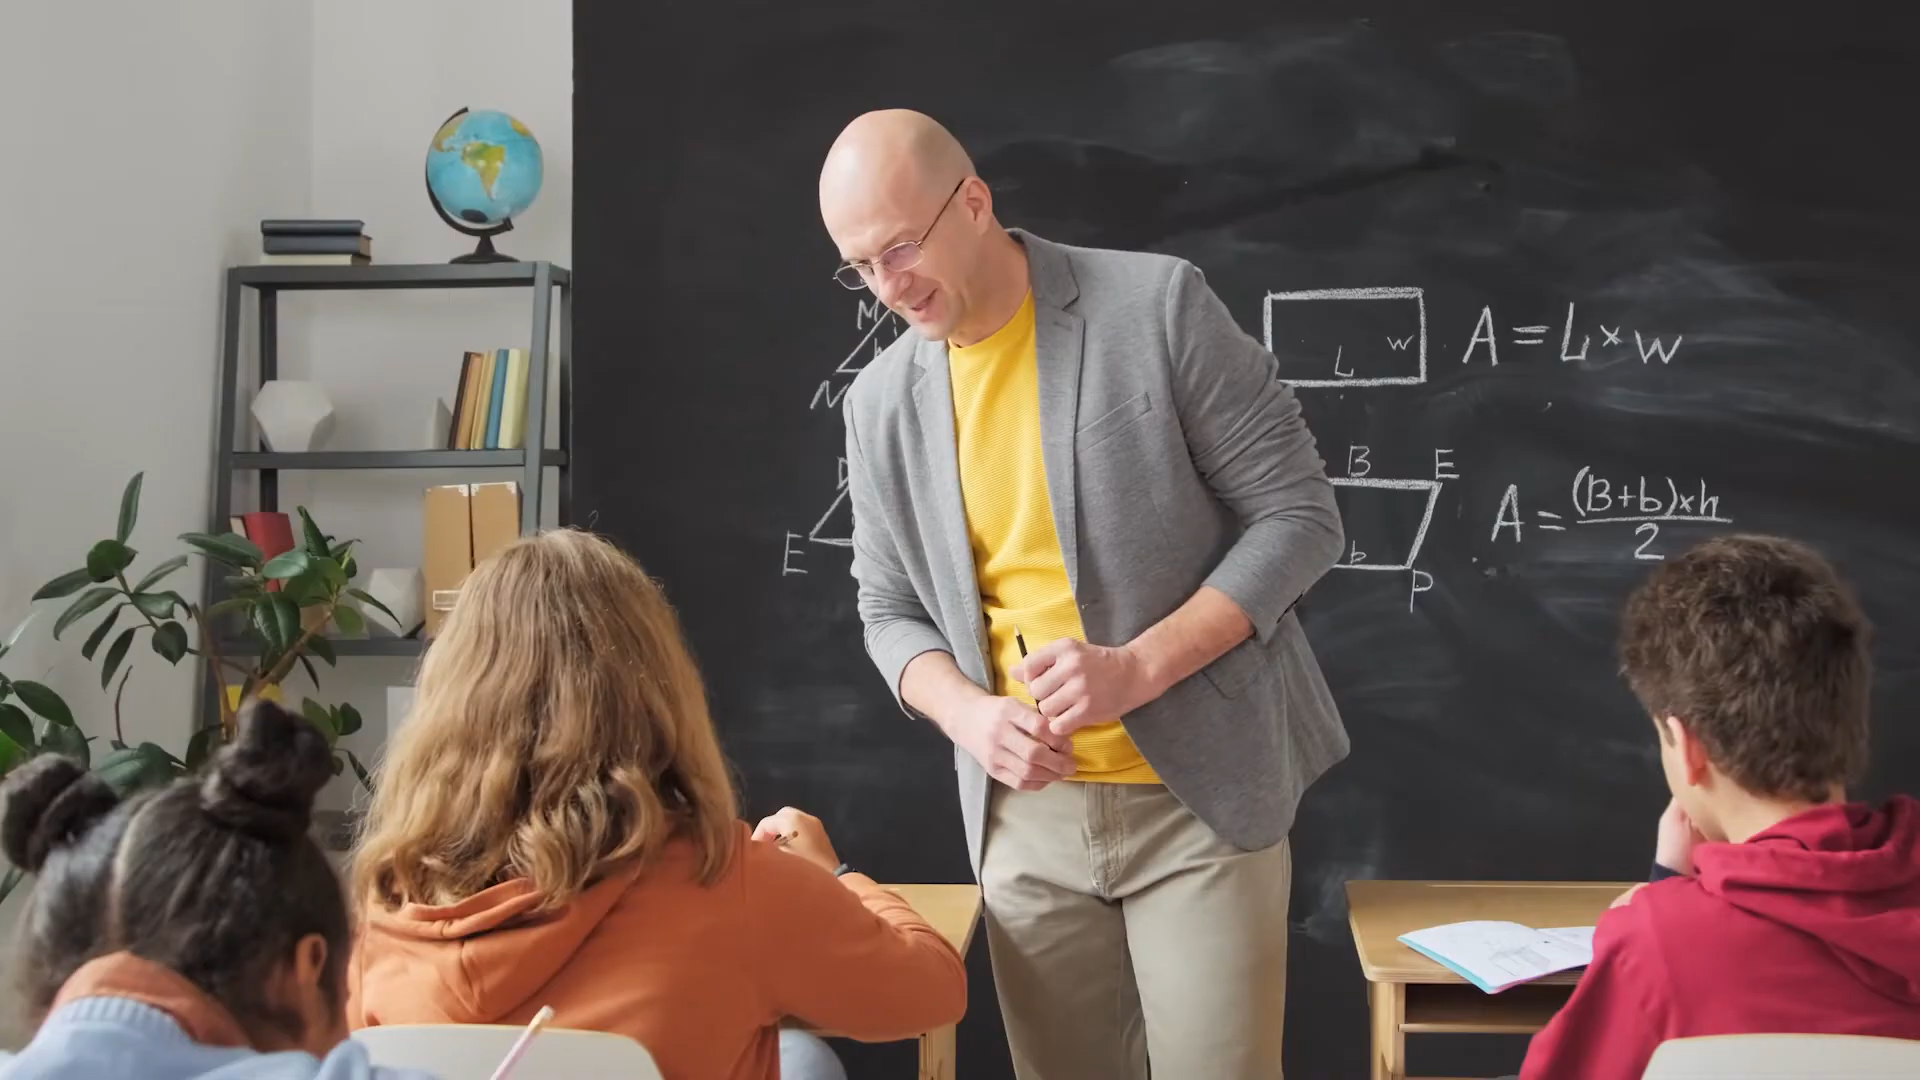 M
h
N
L w A = L × w
B E
D
A = (B+b)×h / 2
E
b
P